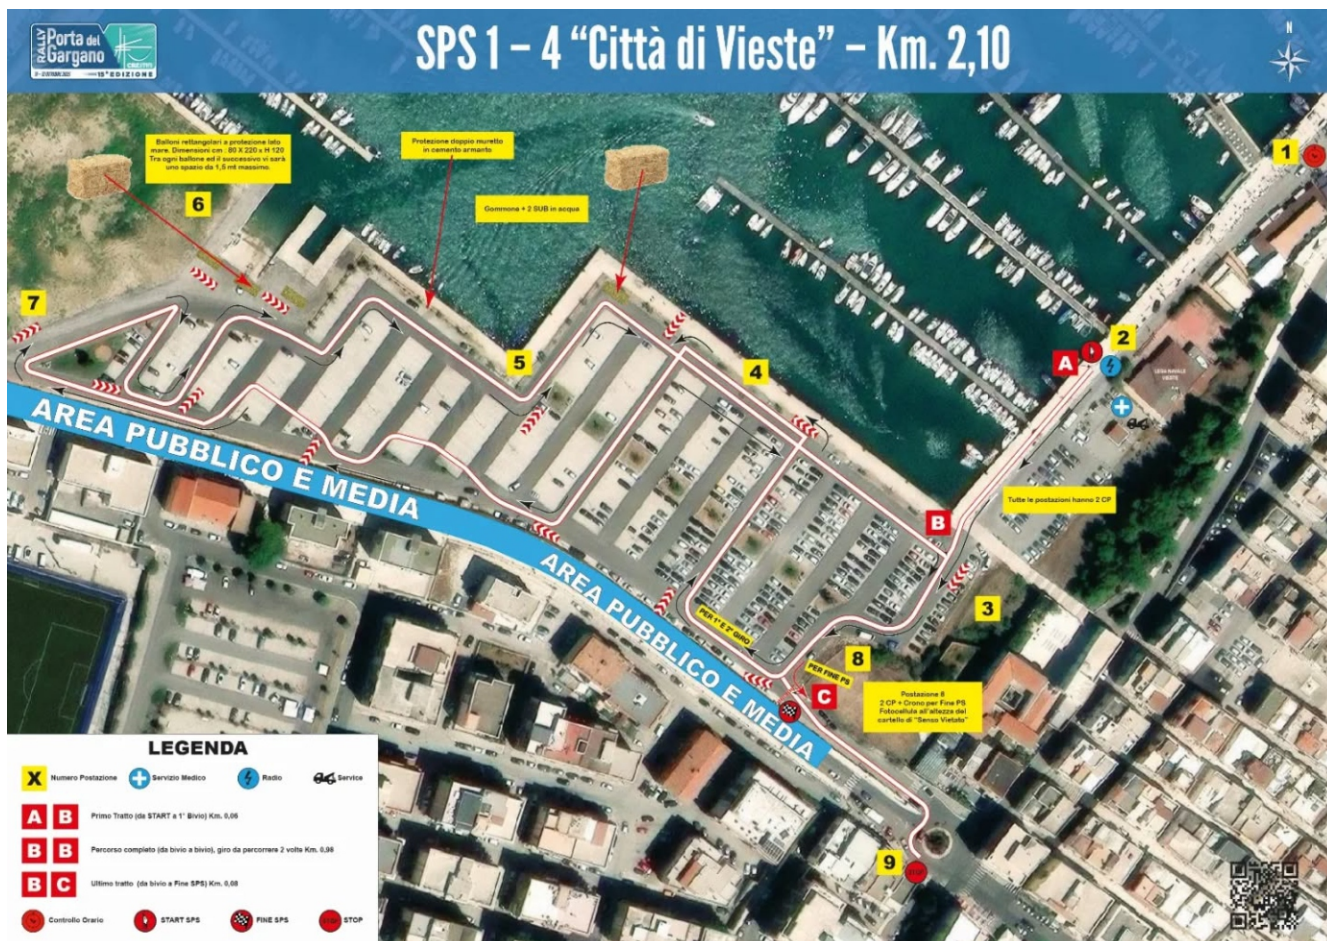 RALLY
Porta del
Gargano
15ª EDIZIONE
SPS 1 – 4 “Città di Vieste” – Km. 2,10
N
Balloni rettangolari a protezione lato
mare. Dimensioni cm : 80 X 220 x H 120
Tra ogni ballone ed il successivo vi sarà
uno spazio da 1,5 mt massimo.
Protezione doppio muretto
in cemento armanto
Gommone + 2 SUB in acqua
1
6
7
5
4
2
A
LEGA NAVALE
VIESTE
Tutte le postazioni hanno 2 CP
B
3
AREA PUBBLICO E MEDIA
AREA PUBBLICO E MEDIA
PER 1° E 2° GIRO
8
PER FINE PS
C
Postazione 8
2 CP + Crono per Fine PS
Fotocellule all'altezza del
cartello di “Senso Vietato”
9
STOP
LEGENDA
X Numero Postazione
Servizio Medico
Radio
Service
A B Primo Tratto (da START a 1° Bivio) Km. 0,06
B B Percorso completo (da bivio a bivio), giro da percorrere 2 volte Km. 0,98
B C Ultimo tratto (da bivio a Fine SPS) Km. 0,08
Controllo Orario
START SPS
FINE SPS
STOP STOP